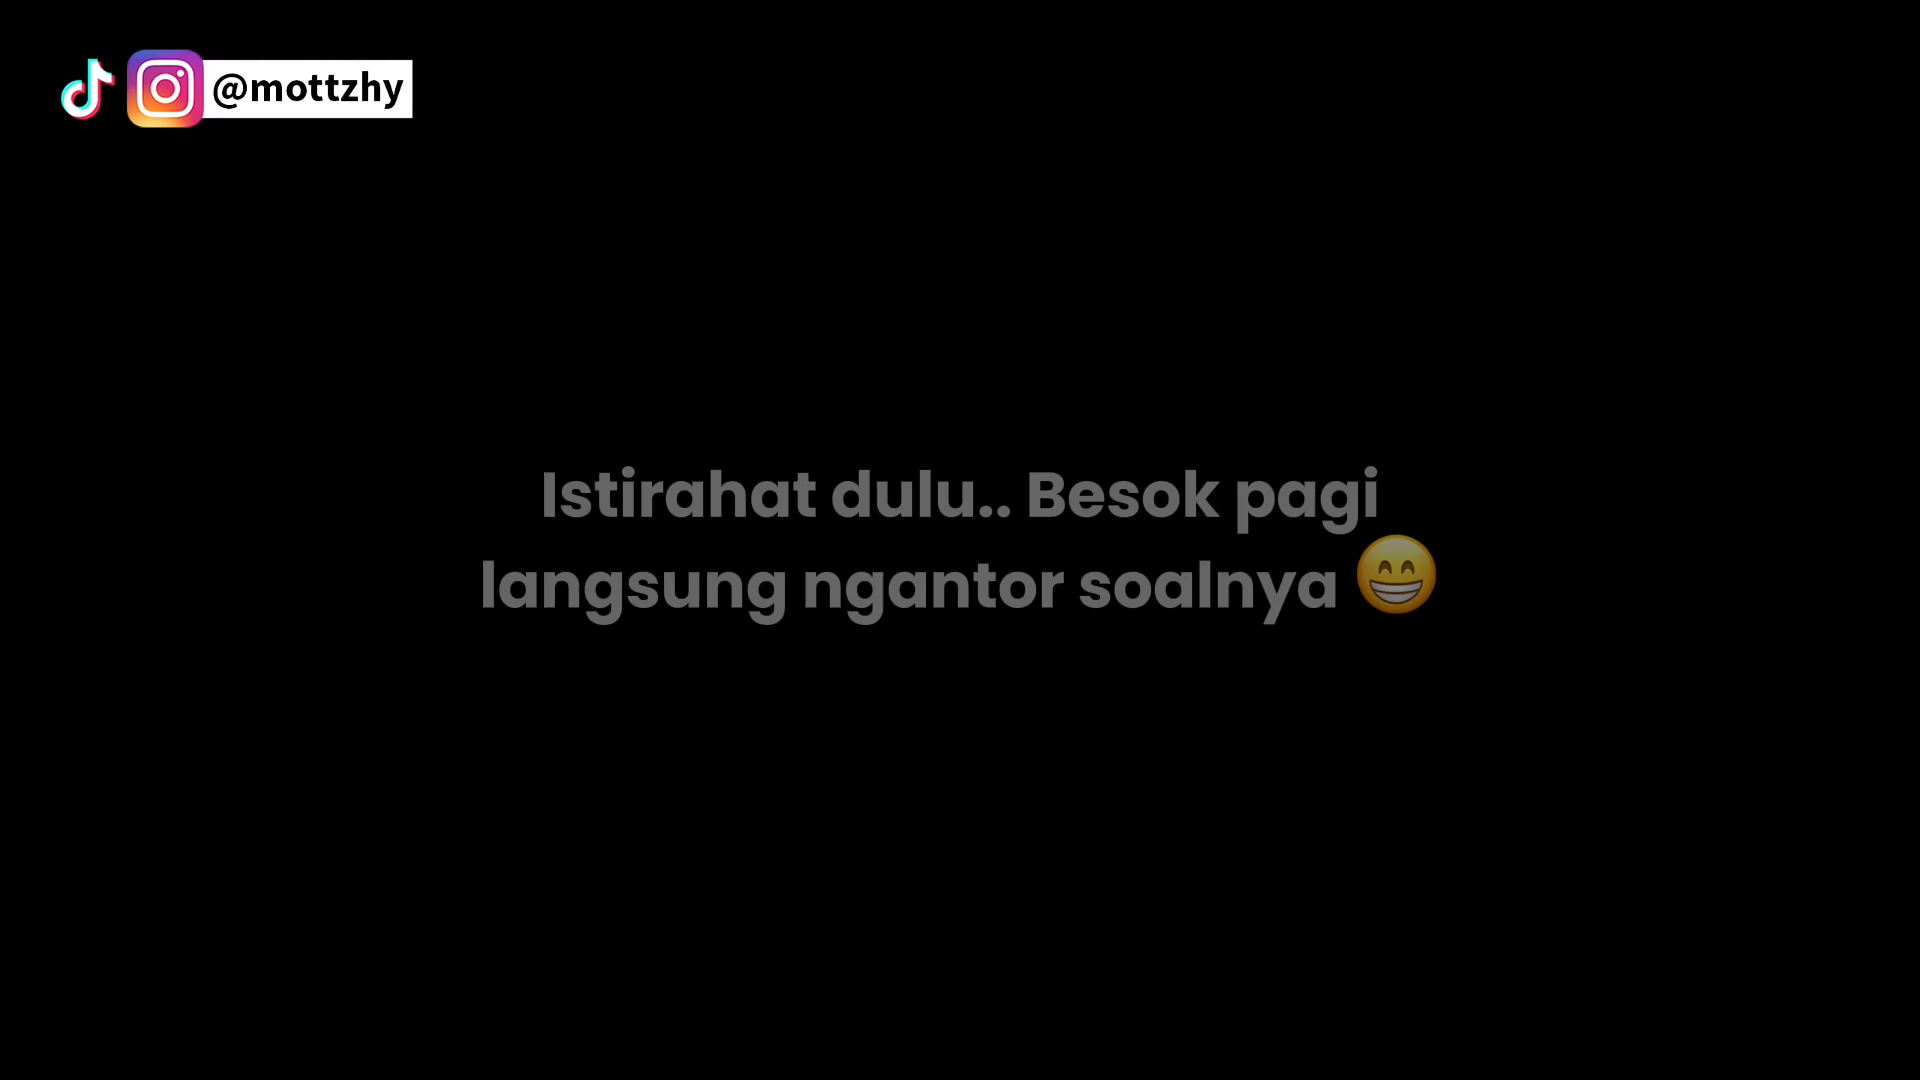 @mottzhy
Istirahat dulu.. Besok pagi
langsung ngantor soalnya 😁